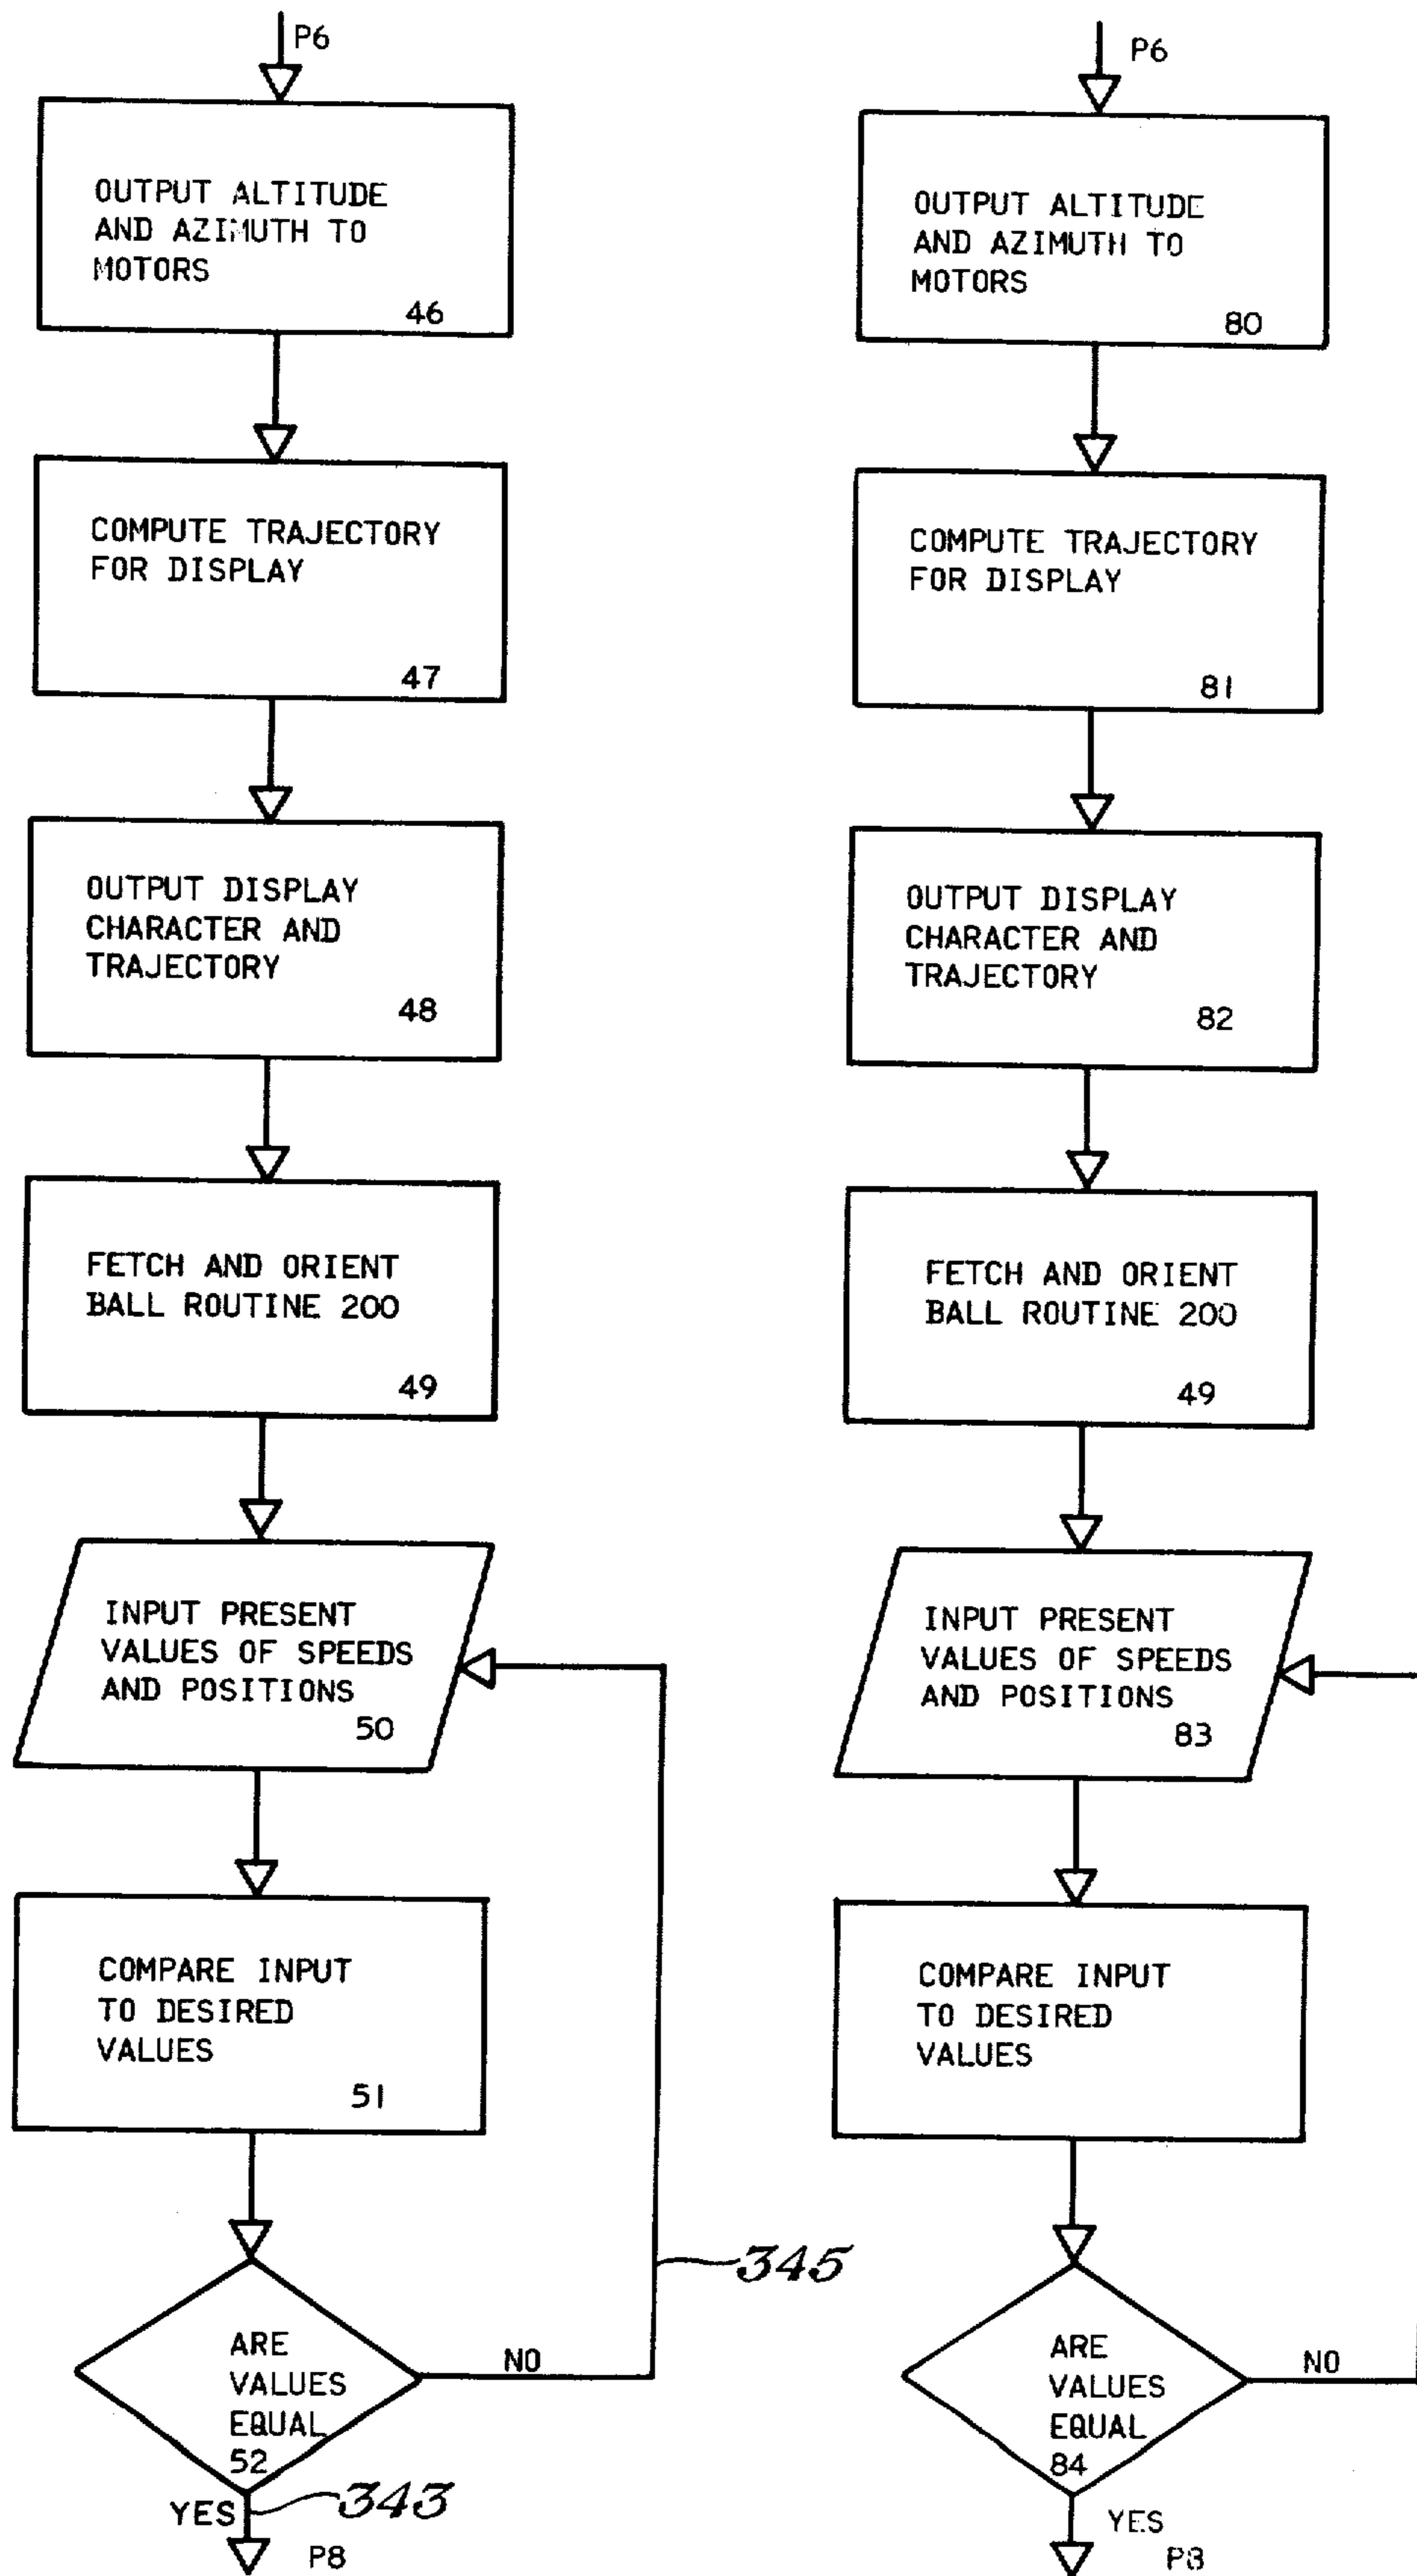 P6
OUTPUT ALTITUDE
AND AZIMUTH TO
MOTORS
46
COMPUTE TRAJECTORY
FOR DISPLAY
47
OUTPUT DISPLAY
CHARACTER AND
TRAJECTORY
48
FETCH AND ORIENT
BALL ROUTINE 200
49
INPUT PRESENT
VALUES OF SPEEDS
AND POSITIONS
50
COMPARE INPUT
TO DESIRED
VALUES
51
ARE
VALUES
EQUAL
52
NO
345
YES
343
P8
P6
OUTPUT ALTITUDE
AND AZIMUTH TO
MOTORS
80
COMPUTE TRAJECTORY
FOR DISPLAY
81
OUTPUT DISPLAY
CHARACTER AND
TRAJECTORY
82
FETCH AND ORIENT
BALL ROUTINE 200
49
INPUT PRESENT
VALUES OF SPEEDS
AND POSITIONS
83
COMPARE INPUT
TO DESIRED
VALUES
ARE
VALUES
EQUAL
84
NO
YES
P8